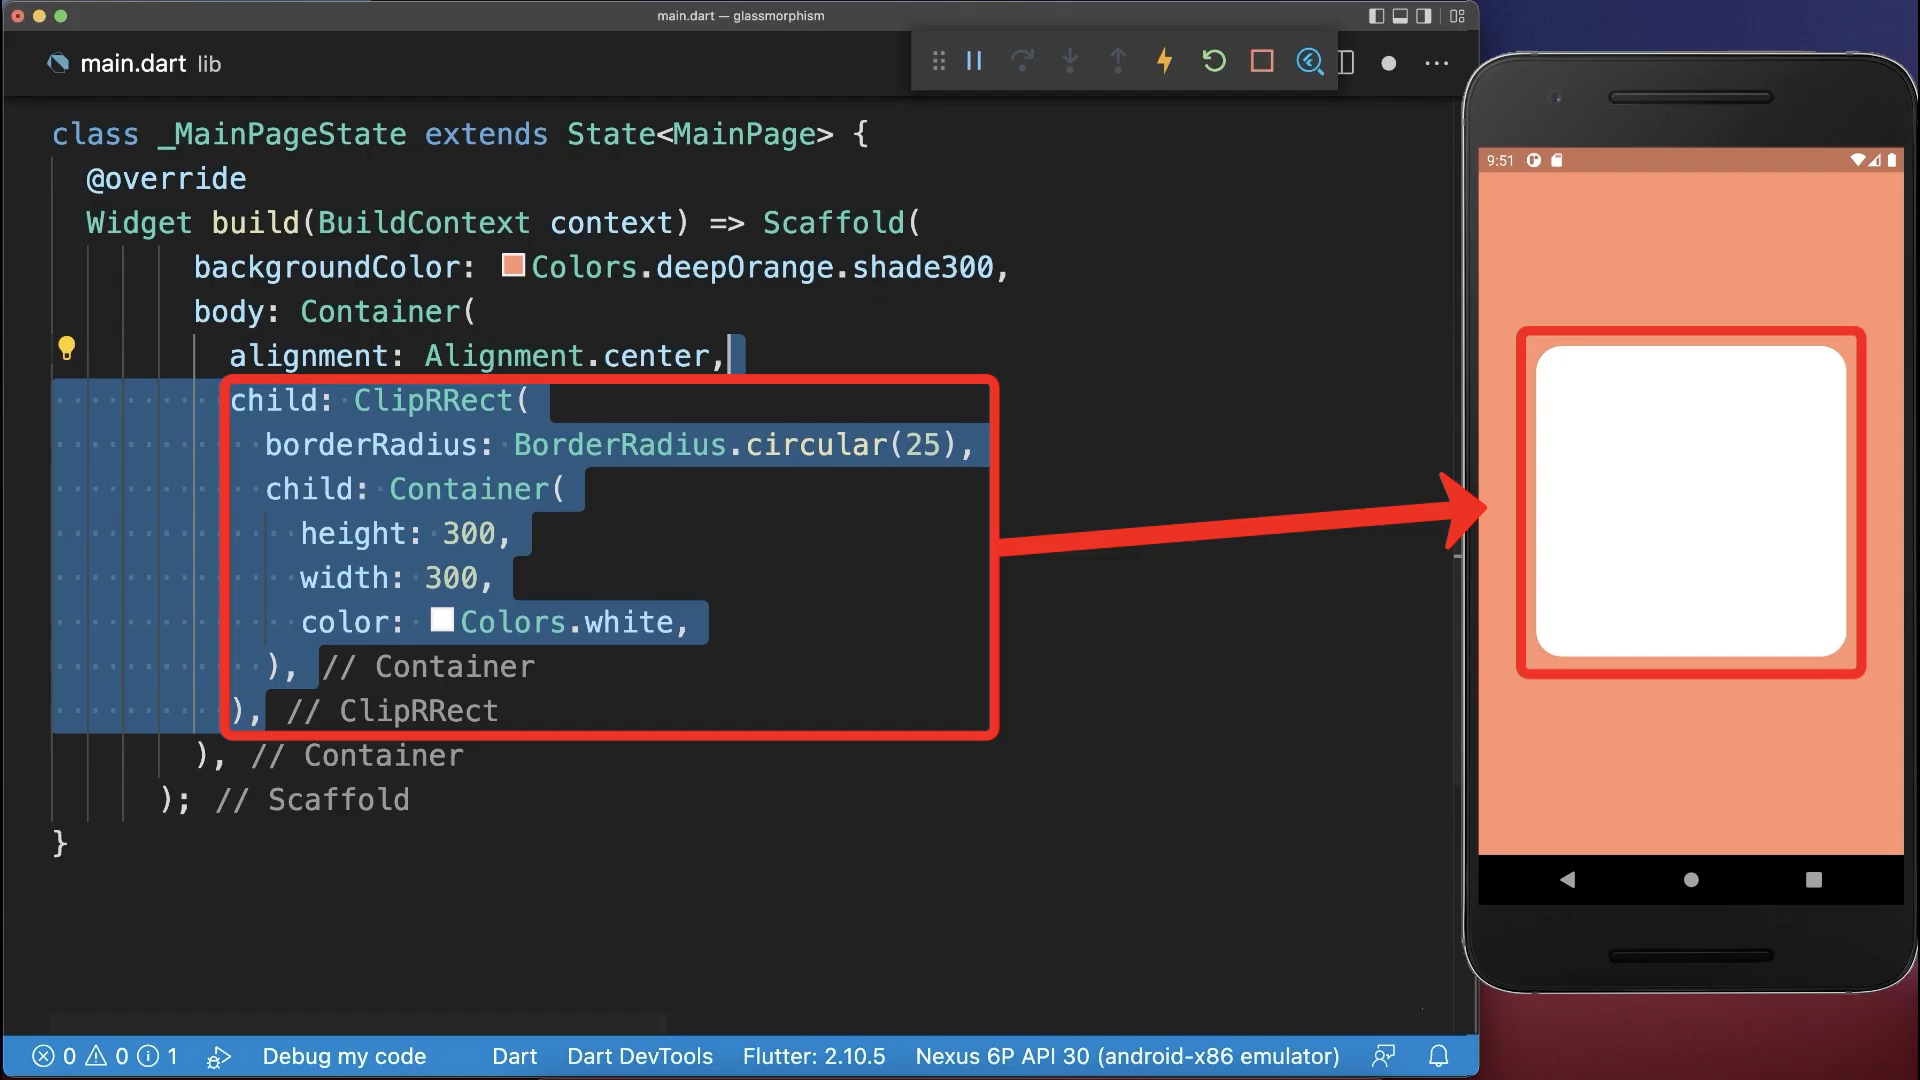 main.dart — glassmorphism
main.dart lib
class _MainPageState extends State<MainPage> {
@override
Widget build(BuildContext context) => Scaffold(
backgroundColor: Colors.deepOrange.shade300,
body: Container(
alignment: Alignment.center,
child: ClipRRect(
borderRadius: BorderRadius.circular(25),
child: Container(
height: 300,
width: 300,
color: Colors.white,
), // Container
), // ClipRRect
), // Container
); // Scaffold
}
9:51
0 0 1 Debug my code Dart Dart DevTools Flutter: 2.10.5 Nexus 6P API 30 (android-x86 emulator)